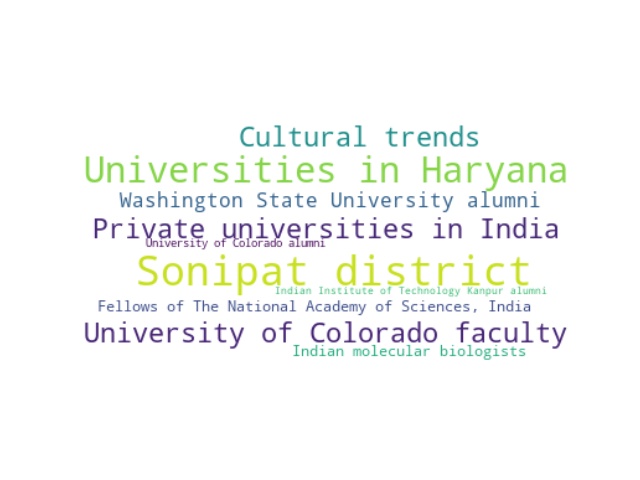 Cultural trends
Universities in Haryana
Washington State University alumni
Private universities in India
University of Colorado alumni
Sonipat district
Indian Institute of Technology Kanpur alumni
Fellows of The National Academy of Sciences, India
University of Colorado faculty
Indian molecular biologists